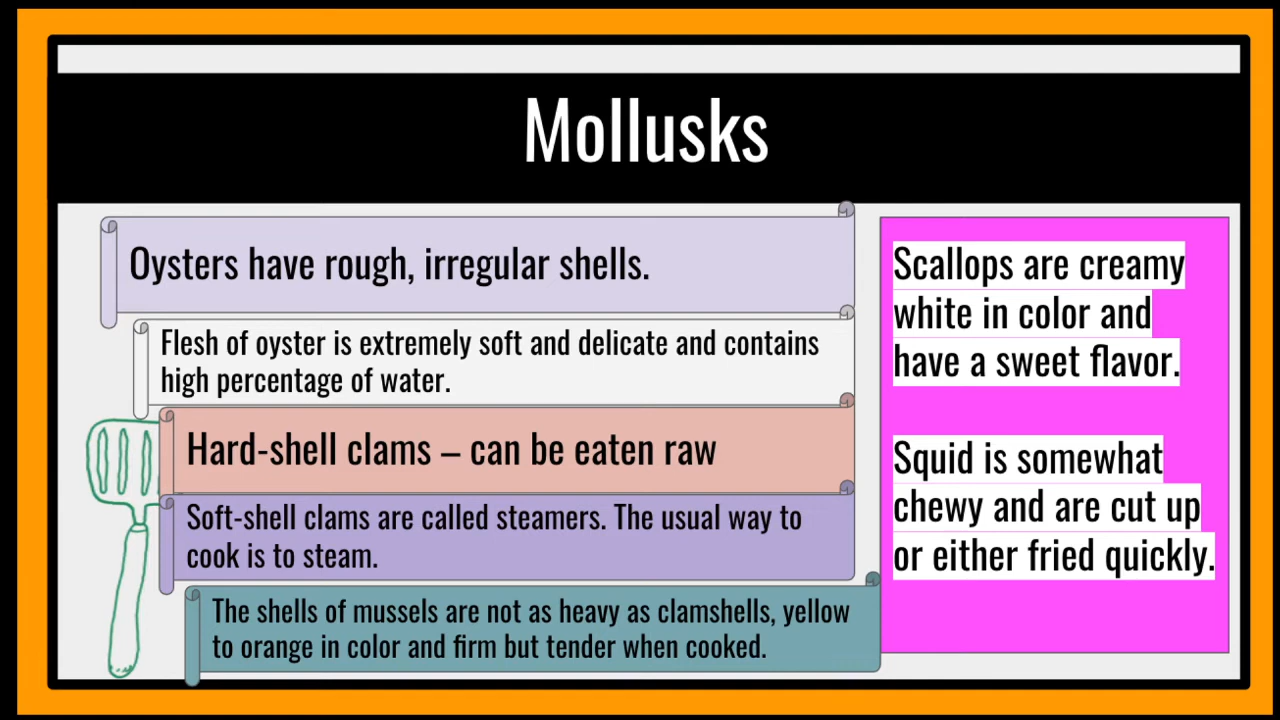 Mollusks
Oysters have rough, irregular shells.
Flesh of oyster is extremely soft and delicate and contains
high percentage of water.
Hard-shell clams – can be eaten raw
Soft-shell clams are called steamers. The usual way to
cook is to steam.
The shells of mussels are not as heavy as clamshells, yellow
to orange in color and firm but tender when cooked.
Scallops are creamy
white in color and
have a sweet flavor.
Squid is somewhat
chewy and are cut up
or either fried quickly.